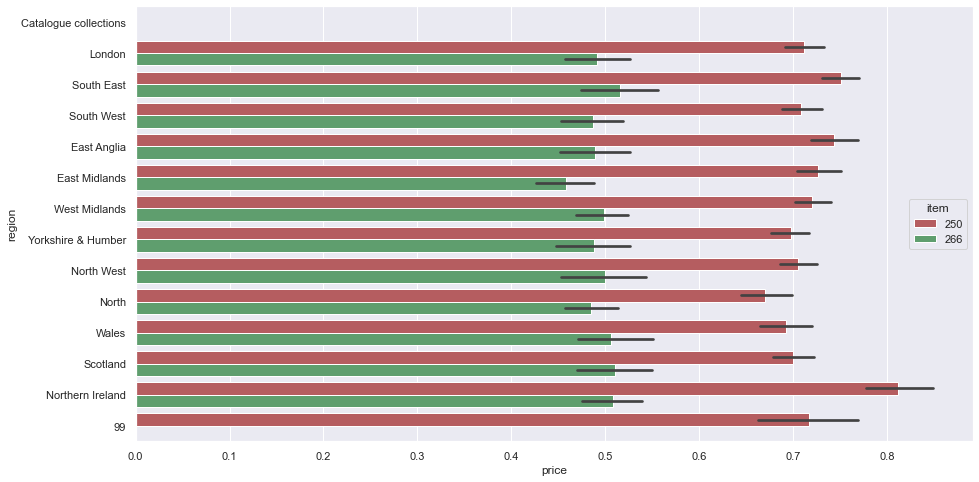 Catalogue collections
London
South East
South West
East Anglia
East Midlands
West Midlands
Yorkshire & Humber
North West
North
Wales
Scotland
Northern Ireland
99
region
item
250
266
0.0 0.1 0.2 0.3 0.4 0.5 0.6 0.7 0.8
price